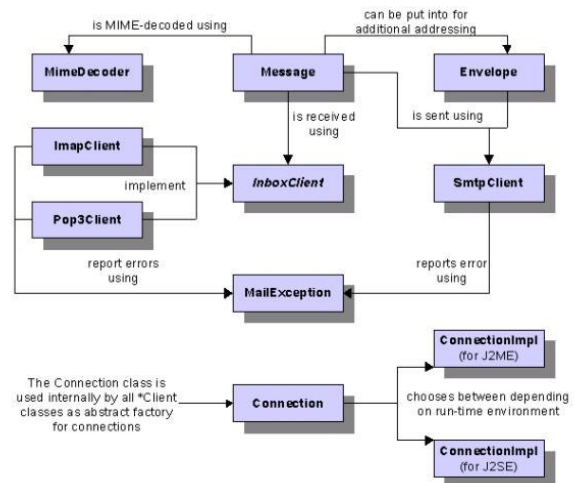 can be put into for
additional addressing
is MIME-decoded using
MimeDecoder
Message
Envelope
is received
using
is sent using
ImapClient
implement
InboxClient
SmtpClient
Pop3Client
report errors
using
reports error
using
MailException
ConnectionImpl
(for J2ME)
The Connection class is
used internally by all *Client
classes as abstract factory
for connections
Connection
chooses between depending
on run-time environment
ConnectionImpl
(for J2SE)